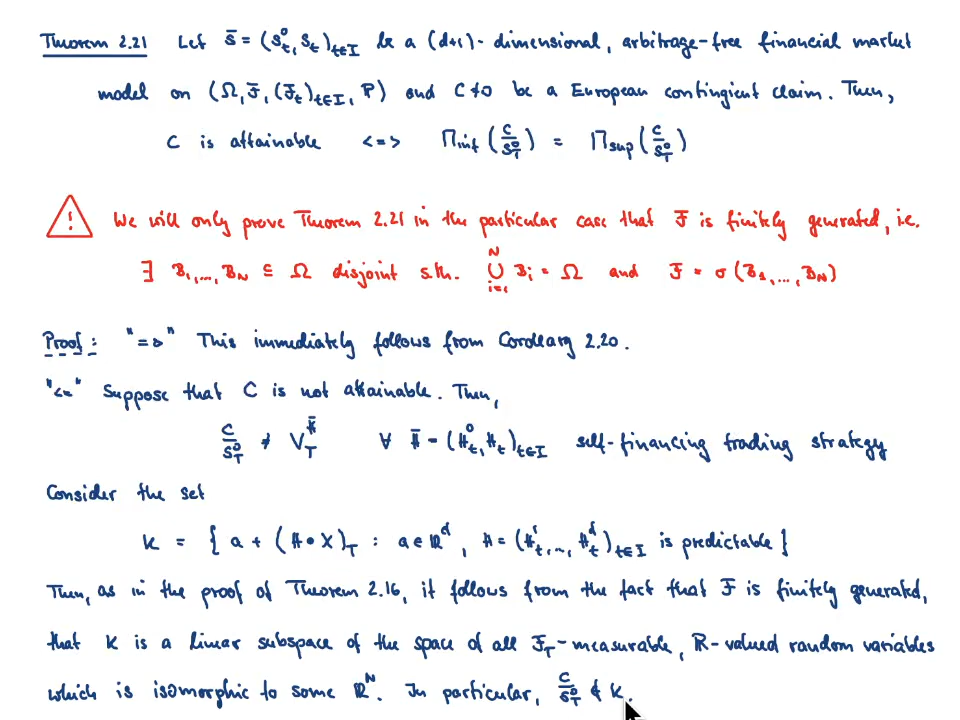 Theorem 2.21 Let S̄ = (S⁰_t, S_t)_{t∈I} be a (d+1)-dimensional, arbitrage-free financial market
model on (Ω, F, (F_t)_{t∈I}, P) and C≠0 be a European contingent claim. Then,
C is attainable <=> Π_inf (C/S⁰_T) = Π_sup (C/S⁰_T)
! We will only prove Theorem 2.21 in the particular case that F is finitely generated, i.e.
∃ B_1,...,B_N ⊆ Ω disjoint s.th. ⋃_{i=1}^N B_i = Ω and F = σ(B_1,...,B_N)
Proof: "=>" This immediately follows from Corollary 2.20.
"<=" Suppose that C is not attainable. Then,
C/S⁰_T ≠ V_T^H̄ ∀ H̄ = (H⁰_t, H_t)_{t∈I} self-financing trading strategy
Consider the set
K = { a + (H•X)_T : a∈ℝ^d, H = (H¹_t,..., H^d_t)_{t∈I} is predictable }
Then, as in the proof of Theorem 2.16, it follows from the fact that F is finitely generated,
that K is a linear subspace of the space of all F_T-measurable, ℝ-valued random variables
which is isomorphic to some ℝ^N. In particular, C/S⁰_T ∉ K.